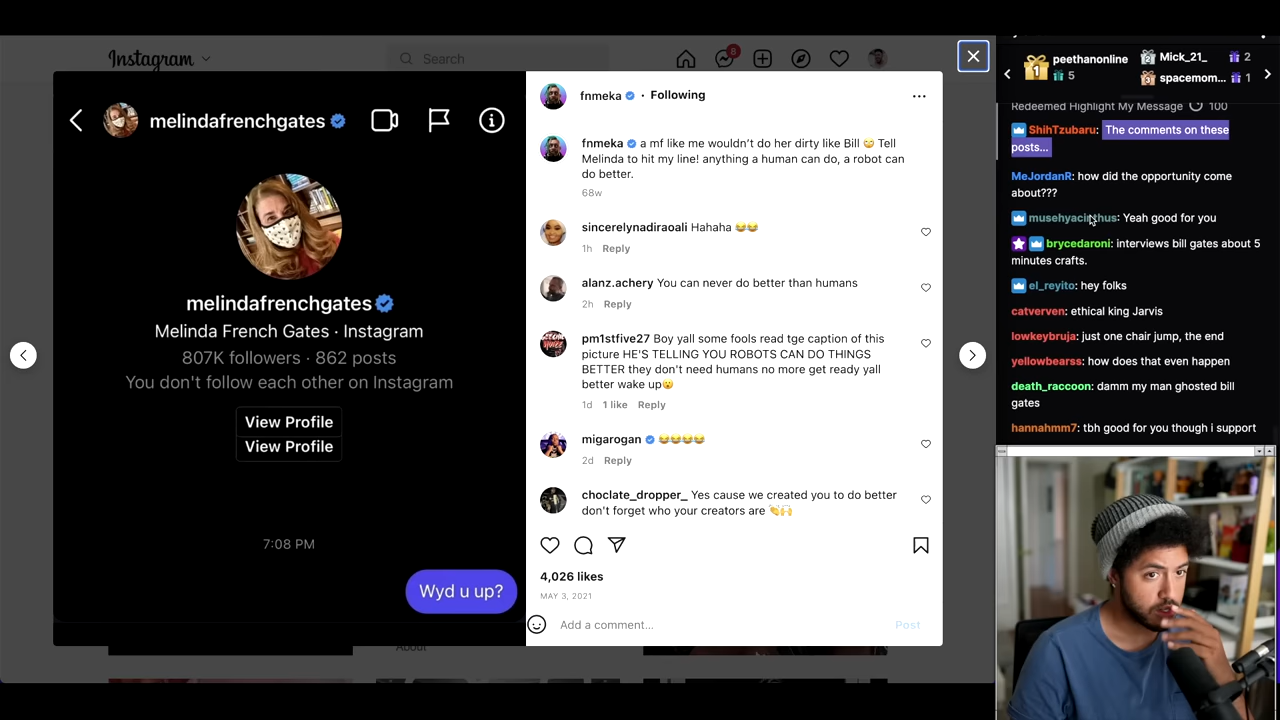 Instagram
Search
8
melindafrenchgates
melindafrenchgates
Melinda French Gates · Instagram
807K followers · 862 posts
You don't follow each other on Instagram
View Profile
View Profile
7:08 PM
Wyd u up?
fnmeka • Following
fnmeka a mf like me wouldn't do her dirty like Bill 🙄 Tell
Melinda to hit my line! anything a human can do, a robot can
do better.
68w
sincerelynadiraoali Hahaha 😂😂
1h Reply
alanz.achery You can never do better than humans
2h Reply
pm1stfive27 Boy yall some fools read tge caption of this
picture HE'S TELLING YOU ROBOTS CAN DO THINGS
BETTER they don't need humans no more get ready yall
better wake up😮
1d 1 like Reply
migarogan 😂😂😂😂
2d Reply
choclate_dropper_ Yes cause we created you to do better
don't forget who your creators are 👏🙌
4,026 likes
MAY 3, 2021
Add a comment...
Post
About
1
peethanonline
5
2
Mick_21_
2
3
spacemom...
1
Redeemed Highlight My Message 100
ShihTzubaru: The comments on these
posts...
MeJordanR: how did the opportunity come
about???
musehyacinthus: Yeah good for you
brycedaroni: interviews bill gates about 5
minutes crafts.
el_reyito: hey folks
catverven: ethical king Jarvis
lowkeybruja: just one chair jump, the end
yellowbearss: how does that even happen
death_raccoon: damm my man ghosted bill
gates
hannahmm7: tbh good for you though i support